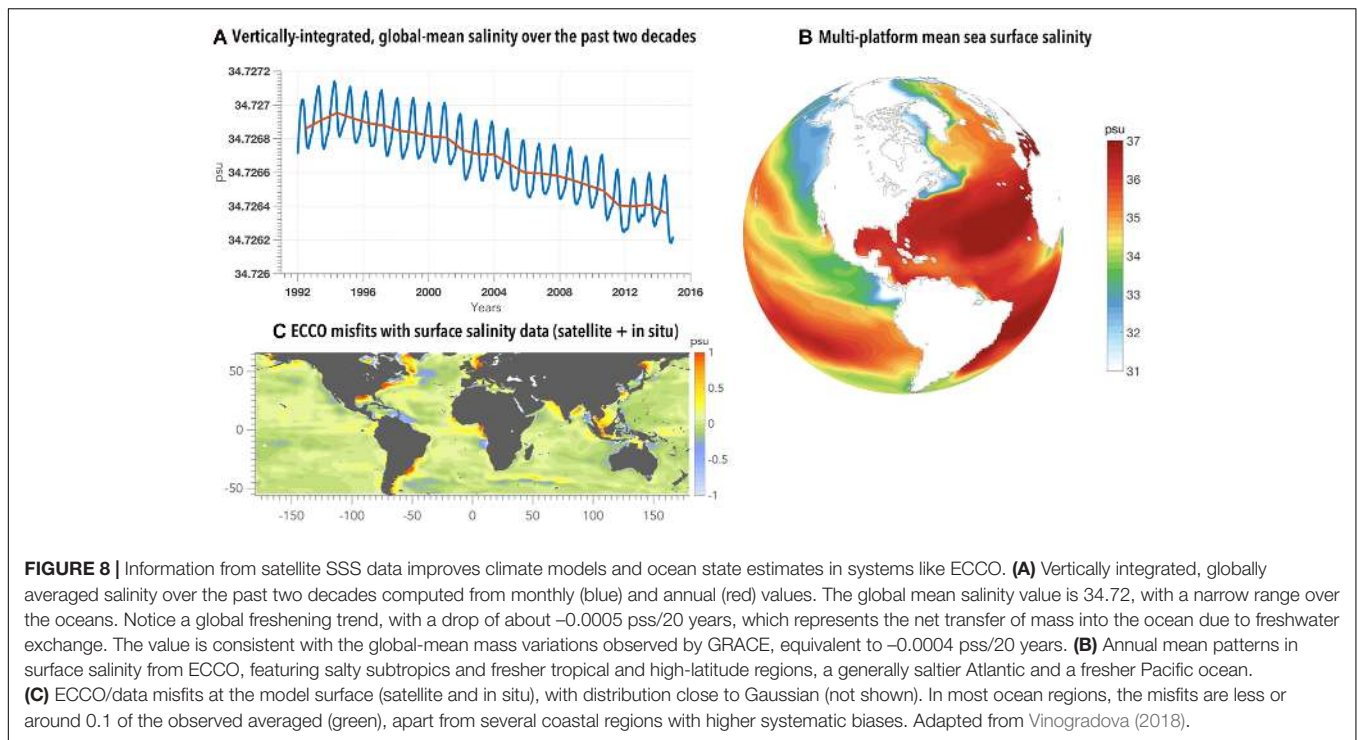 A Vertically-integrated, global-mean salinity over the past two decades
34.7272
34.727
34.7268
34.7266
34.7264
34.7262
34.726
psu
1992
1996
2000
2004
2008
2012
2016
Years
B Multi-platform mean sea surface salinity
psu
37
36
35
34
33
32
31
C ECCO misfits with surface salinity data (satellite + in situ)
psu
1
0.5
0
-0.5
-1
50
0
-50
-150
-100
-50
0
50
100
150
FIGURE 8 | Information from satellite SSS data improves climate models and ocean state estimates in systems like ECCO. (A) Vertically integrated, globally
averaged salinity over the past two decades computed from monthly (blue) and annual (red) values. The global mean salinity value is 34.72, with a narrow range over
the oceans. Notice a global freshening trend, with a drop of about –0.0005 pss/20 years, which represents the net transfer of mass into the ocean due to freshwater
exchange. The value is consistent with the global-mean mass variations observed by GRACE, equivalent to –0.0004 pss/20 years. (B) Annual mean patterns in
surface salinity from ECCO, featuring salty subtropics and fresher tropical and high-latitude regions, a generally saltier Atlantic and a fresher Pacific ocean.
(C) ECCO/data misfits at the model surface (satellite and in situ), with distribution close to Gaussian (not shown). In most ocean regions, the misfits are less or
around 0.1 of the observed averaged (green), apart from several coastal regions with higher systematic biases. Adapted from Vinogradova (2018).